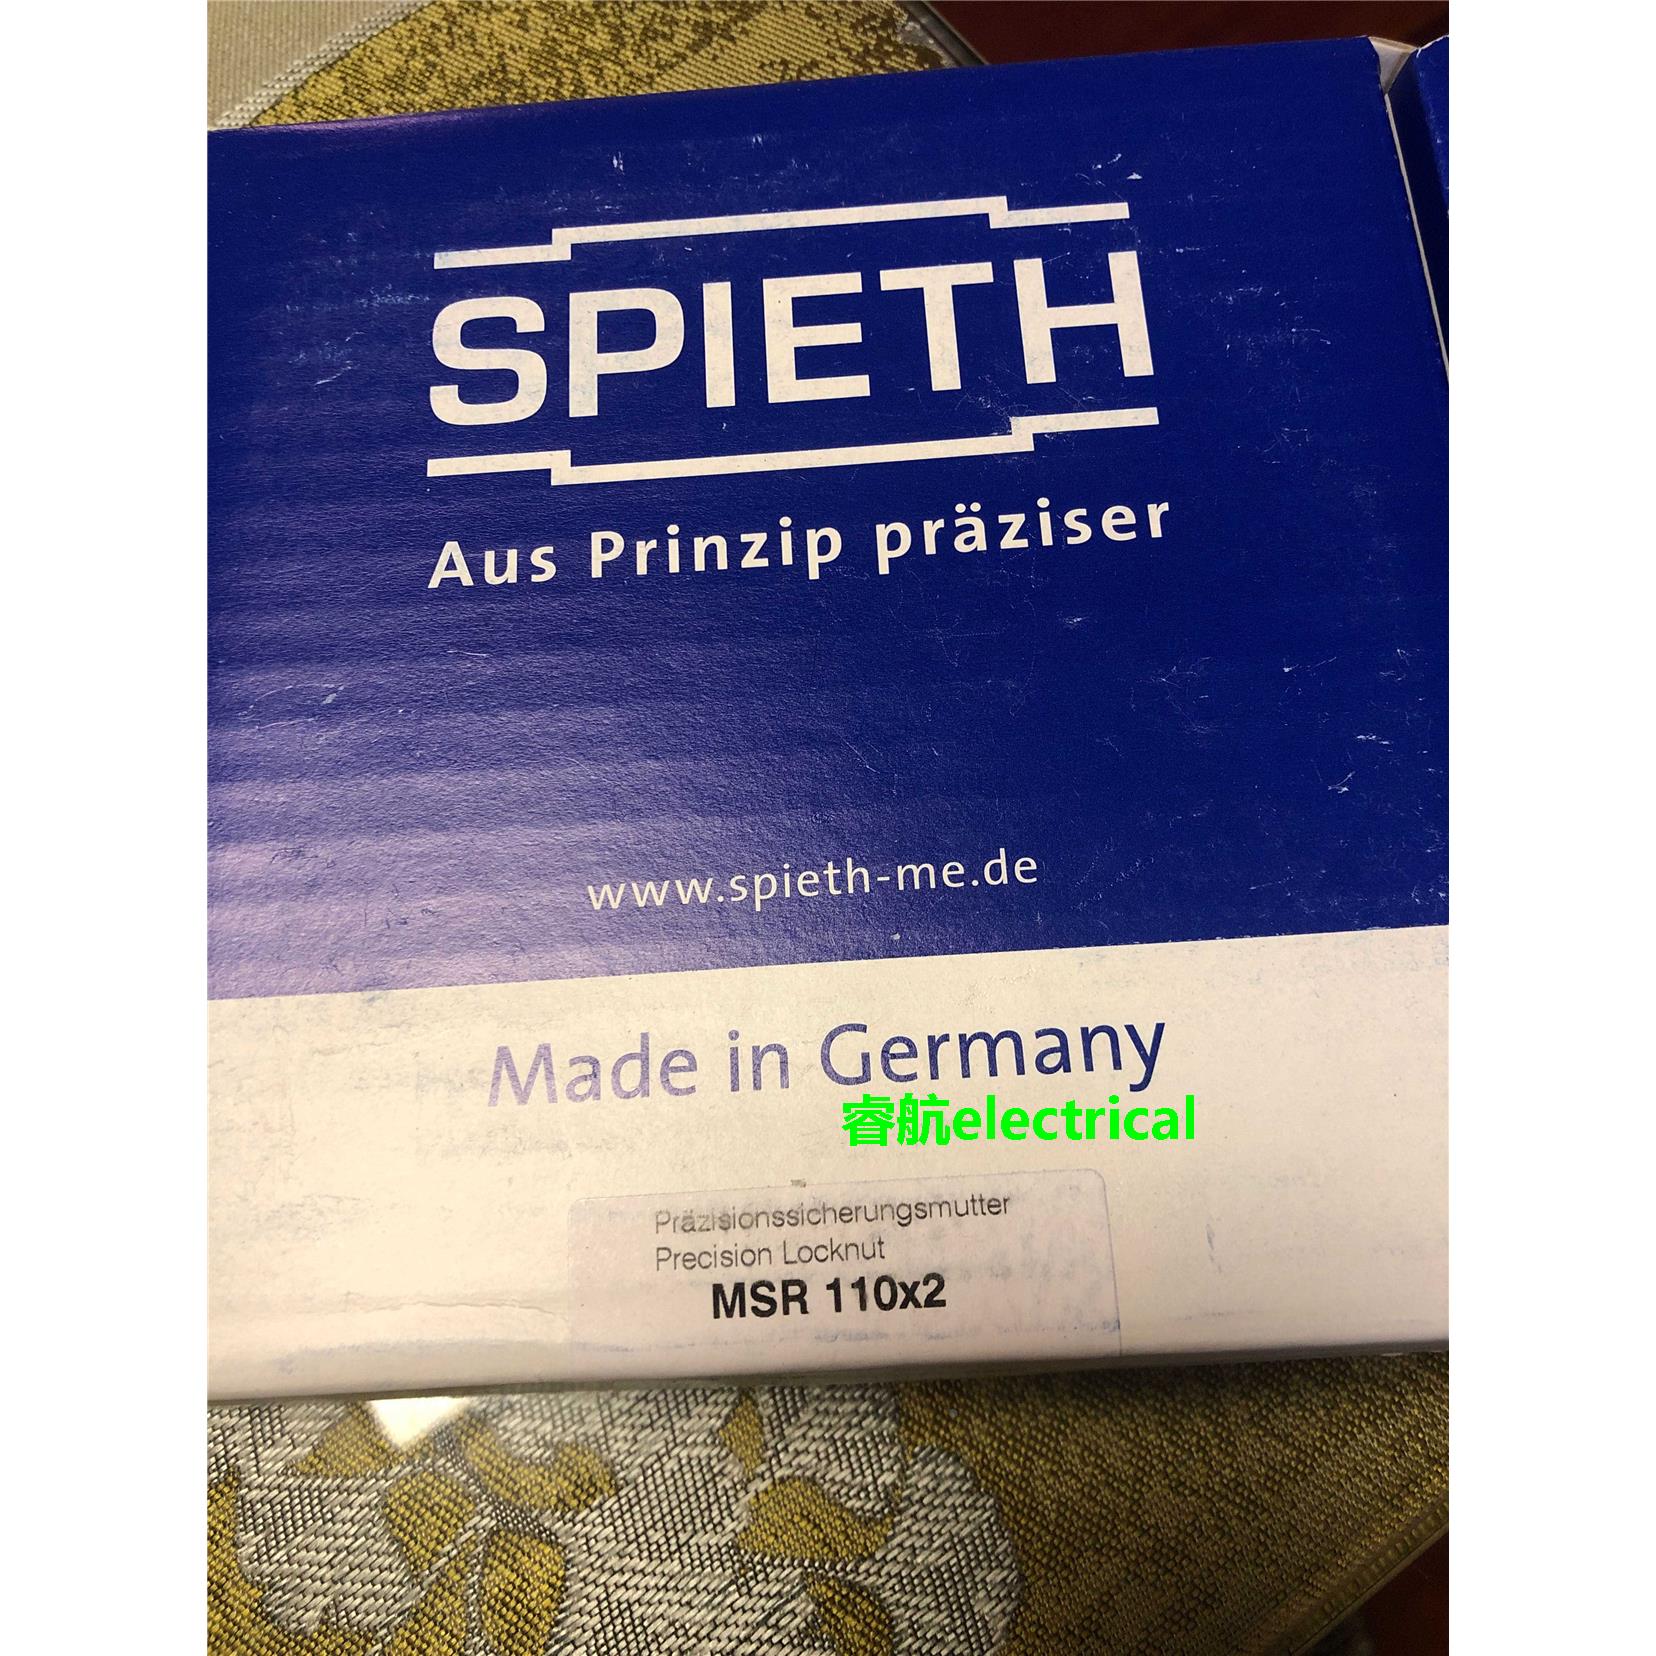 SPIETH
Aus Prinzip präziser
www.spieth-me.de
Made in Germany
睿航electrical
Präzisionssicherungsmutter
Precision Locknut
MSR 110x2